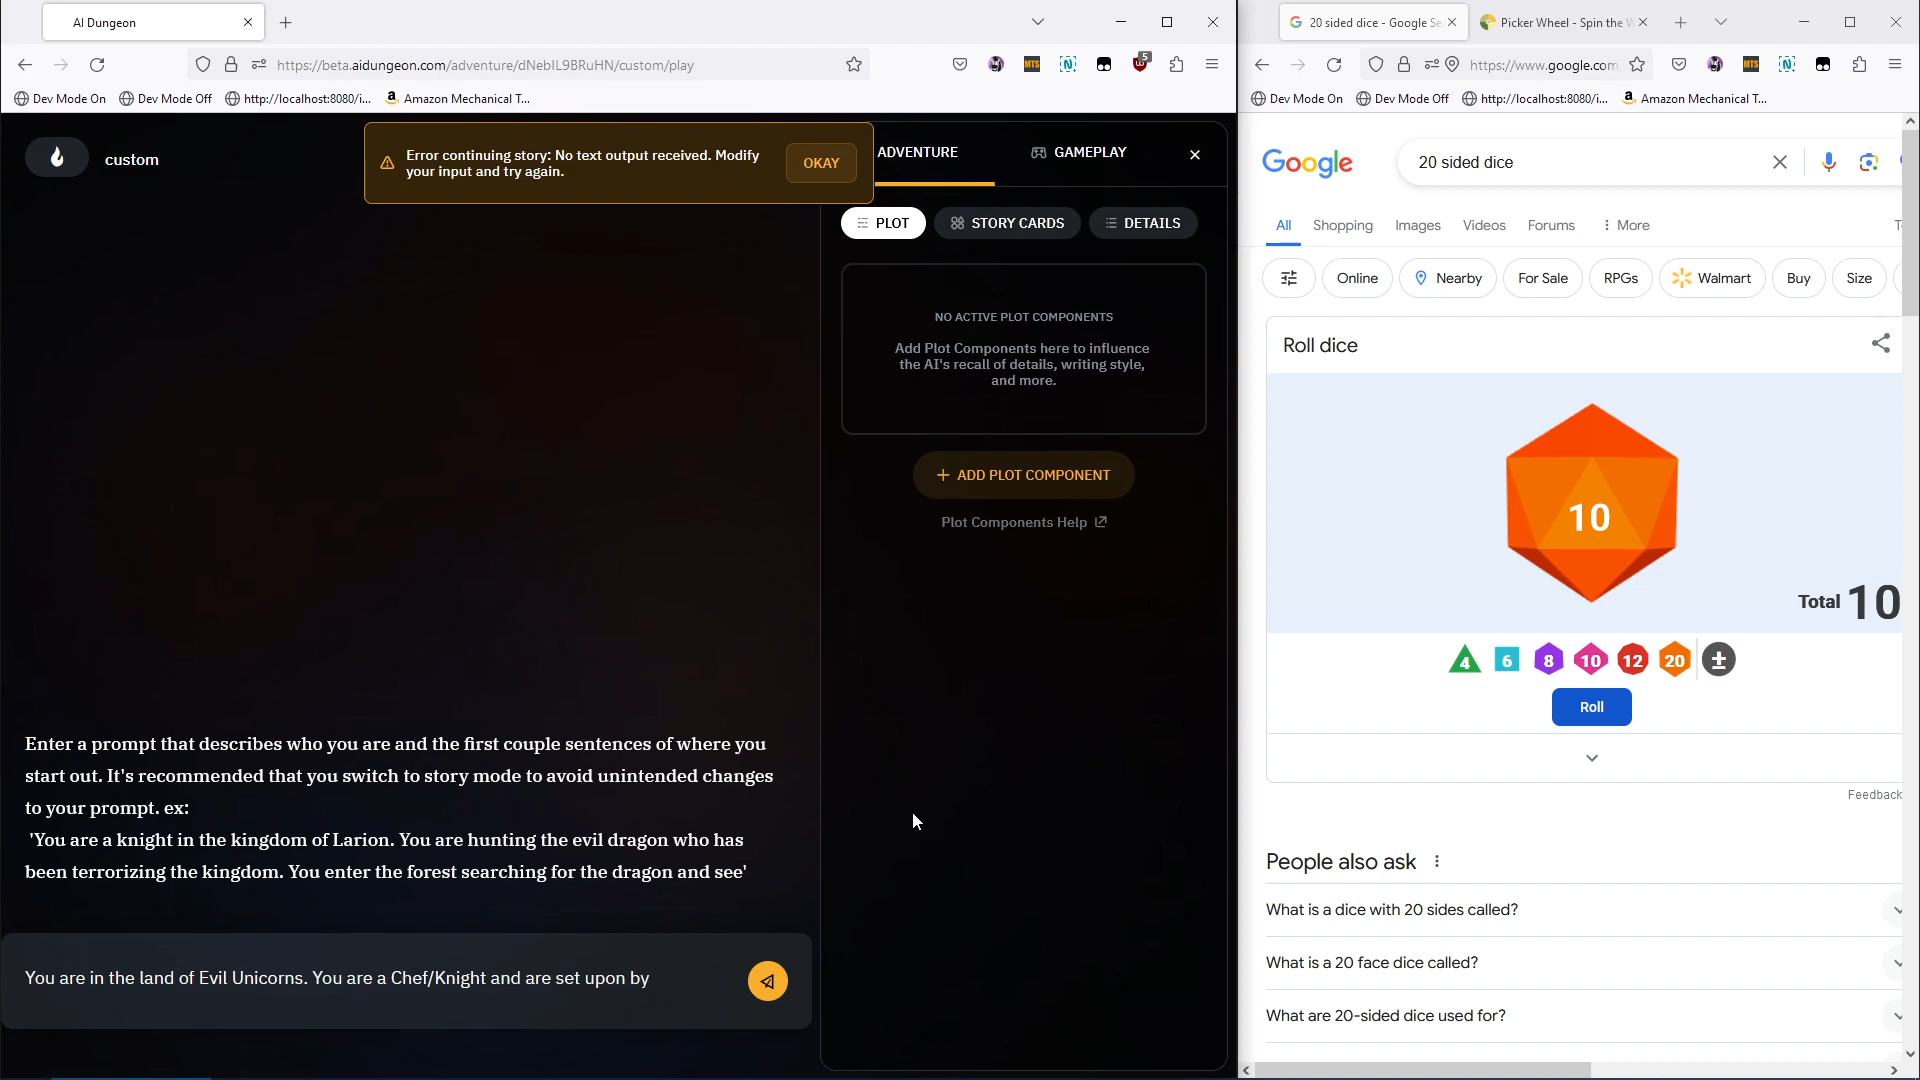 AI Dungeon
https://beta.aidungeon.com/adventure/dNebIL9BRuHN/custom/play
MTS
N
5
Dev Mode On
Dev Mode Off
http://localhost:8080/i...
Amazon Mechanical T...
custom
Error continuing story: No text output received. Modify
your input and try again.
OKAY
ADVENTURE
GAMEPLAY
PLOT
STORY CARDS
DETAILS
NO ACTIVE PLOT COMPONENTS
Add Plot Components here to influence
the AI's recall of details, writing style,
and more.
+ ADD PLOT COMPONENT
Plot Components Help
Enter a prompt that describes who you are and the first couple sentences of where you
start out. It's recommended that you switch to story mode to avoid unintended changes
to your prompt. ex:
'You are a knight in the kingdom of Larion. You are hunting the evil dragon who has
been terrorizing the kingdom. You enter the forest searching for the dragon and see'
You are in the land of Evil Unicorns. You are a Chef/Knight and are set upon by
20 sided dice - Google Se
Picker Wheel - Spin the W
https://www.google.com
MTS
N
Dev Mode On
Dev Mode Off
http://localhost:8080/i...
Amazon Mechanical T...
Google
20 sided dice
All
Shopping
Images
Videos
Forums
More
Online
Nearby
For Sale
RPGs
Walmart
Buy
Size
Roll dice
10
Total 10
4
6
8
10
12
20
±
Roll
Feedback
People also ask
What is a dice with 20 sides called?
What is a 20 face dice called?
What are 20-sided dice used for?